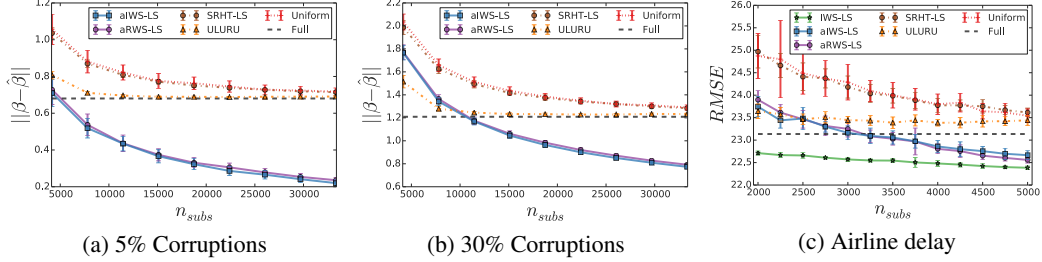 aIWS-LS SRHT-LS Uniform
aRWS-LS ULURU Full
||β−β̂||
1.0
0.8
0.6
0.4
0.2
5000 10000 15000 20000 25000 30000
n_subs
(a) 5% Corruptions
aIWS-LS SRHT-LS Uniform
aRWS-LS ULURU Full
||β−β̂||
2.2
2.0
1.8
1.6
1.4
1.2
1.0
0.8
0.6
5000 10000 15000 20000 25000 30000
n_subs
(b) 30% Corruptions
IWS-LS SRHT-LS Uniform
aIWS-LS ULURU Full
aRWS-LS
RMSE
26.0
25.5
25.0
24.5
24.0
23.5
23.0
22.5
22.0
2000 2500 3000 3500 4000 4500 5000
n_subs
(c) Airline delay